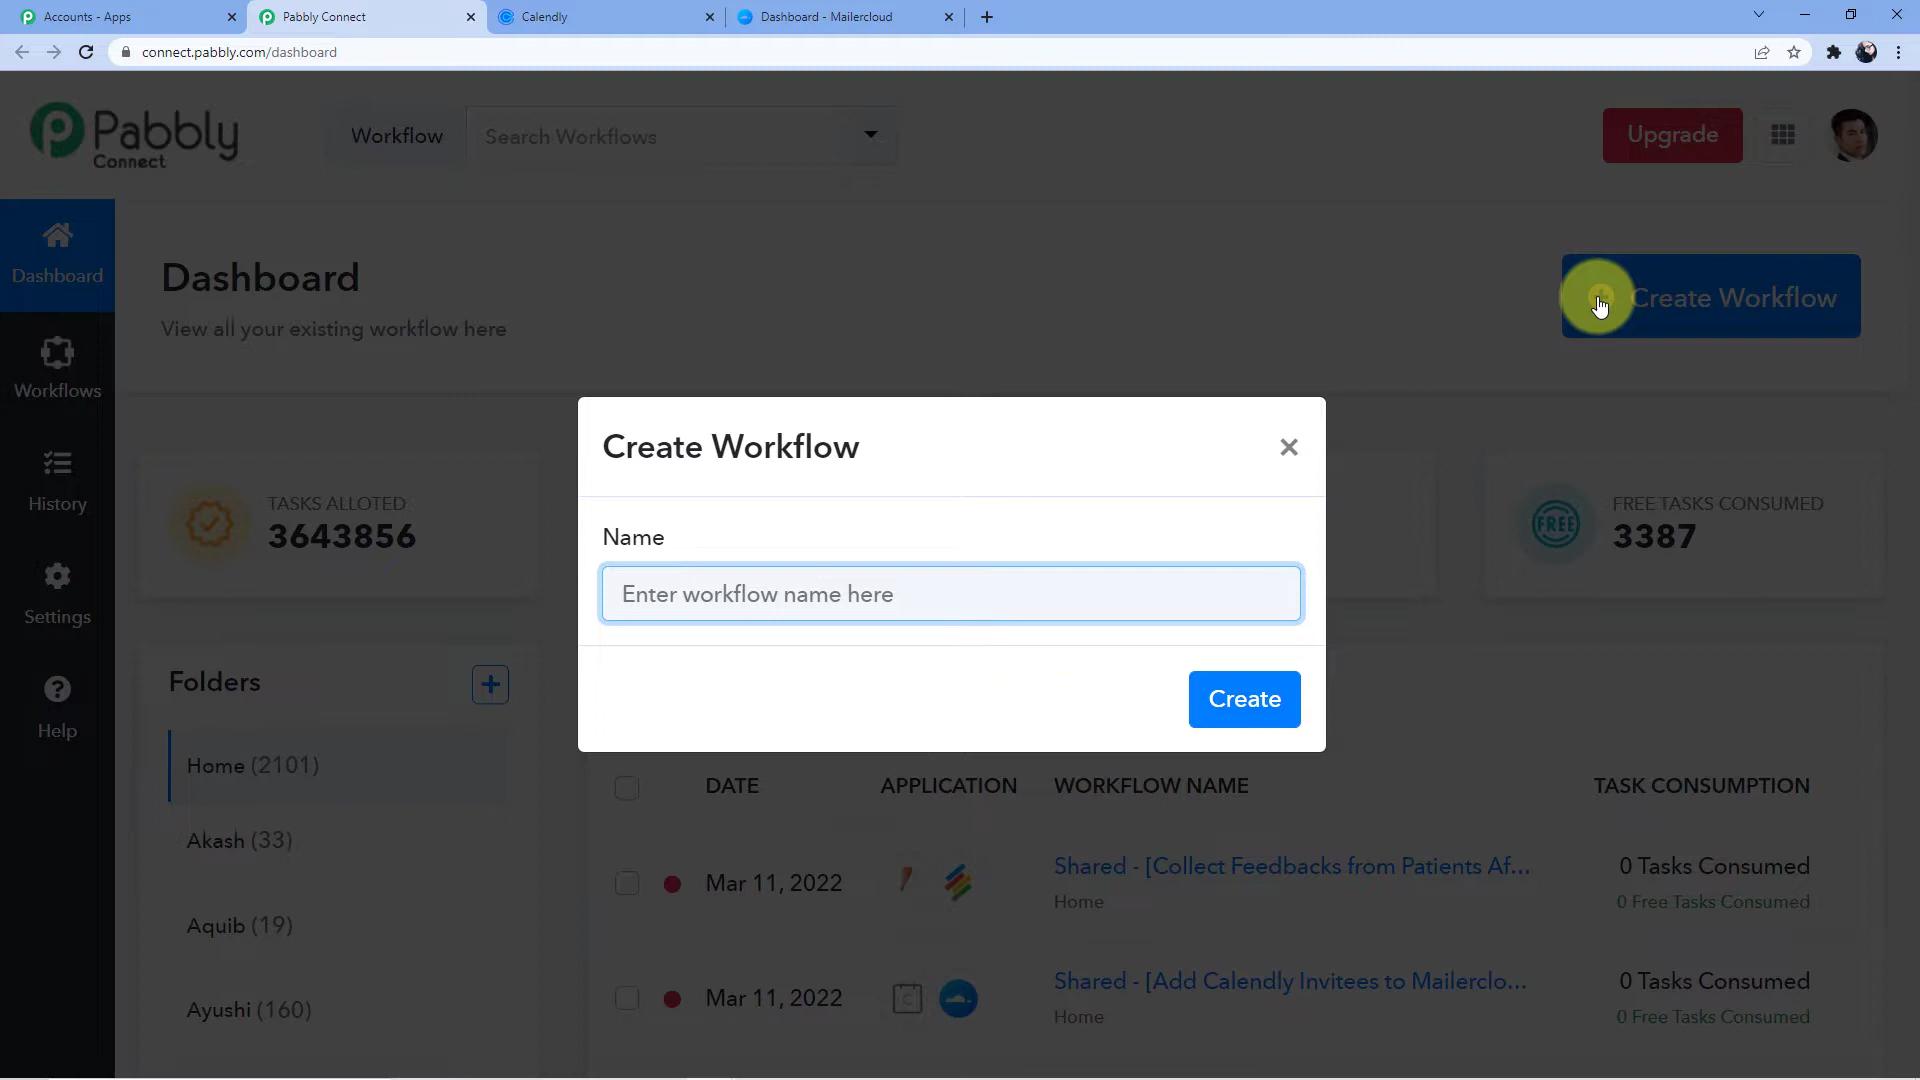 Accounts - Apps
Pabbly Connect
Calendly
Dashboard - Mailercloud
connect.pabbly.com/dashboard
Pabbly
Connect
Workflow
Search Workflows
Upgrade
Dashboard
Workflows
History
Settings
Help
Dashboard
View all your existing workflow here
Create Workflow
TASKS ALLOTED
3643856
FREE
FREE TASKS CONSUMED
3387
Create Workflow
Name
Enter workflow name here
Create
Folders
Home (2101)
Akash (33)
Aquib (19)
Ayushi (160)
DATE APPLICATION WORKFLOW NAME TASK CONSUMPTION
Mar 11, 2022 Shared - [Collect Feedbacks from Patients Af... 0 Tasks Consumed
Home 0 Free Tasks Consumed
Mar 11, 2022 Shared - [Add Calendly Invitees to Mailerclo... 0 Tasks Consumed
Home 0 Free Tasks Consumed